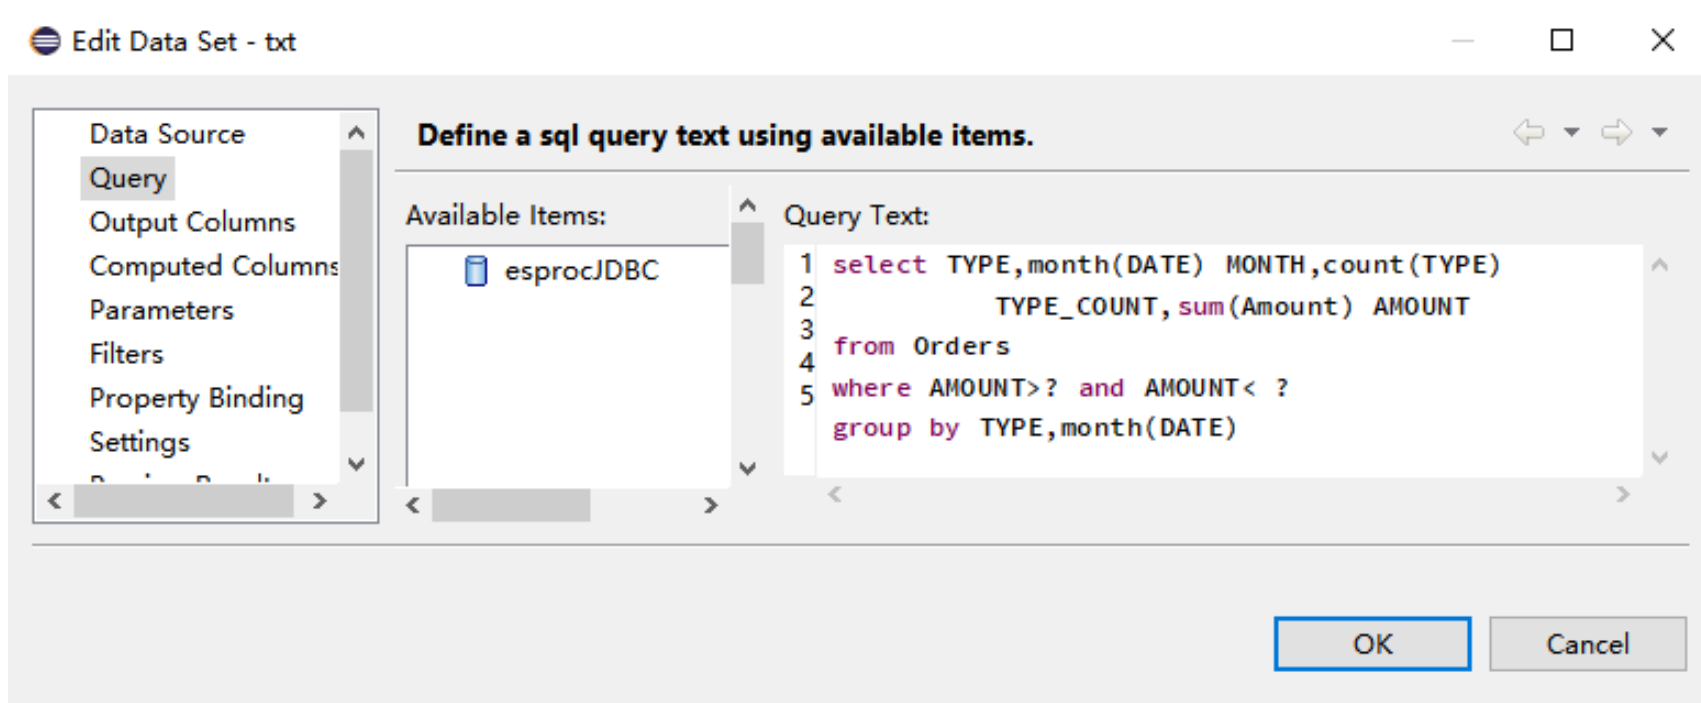 Edit Data Set - txt
Data Source
Query
Output Columns
Computed Columns
Parameters
Filters
Property Binding
Settings
Define a sql query text using available items.
Available Items:
esprocJDBC
Query Text:
1 select TYPE,month(DATE) MONTH,count(TYPE)
2 TYPE_COUNT,sum(Amount) AMOUNT
3 from Orders
4 where AMOUNT>? and AMOUNT< ?
5 group by TYPE,month(DATE)
OK
Cancel